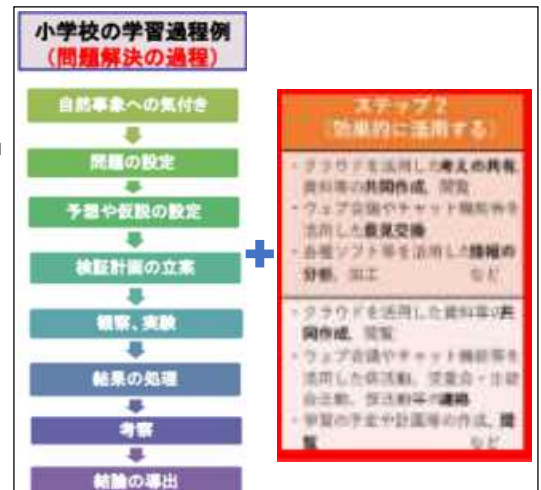 小学校の学習過程例
（問題解決の過程）
自然事象への気付き
問題の設定
予想や仮説の設定
検証計画の立案
観察、実験
結果の処理
考察
結論の導出
ステップ２
（効果的に活用する）
・クラウドを活用した考えの共有、
資料等の共同作成、閲覧
・ウェブ会議やチャット機能等を
活用した意見交換
・各種ソフト等を活用した情報の
分析、加工 など
・クラウドを活用した資料等の共
同作成、閲覧
・ウェブ会議やチャット機能等を
活用した係活動、児童会・生徒
会活動、部活動等の連絡
・学習の予定や計画等の作成、閲
覧 など